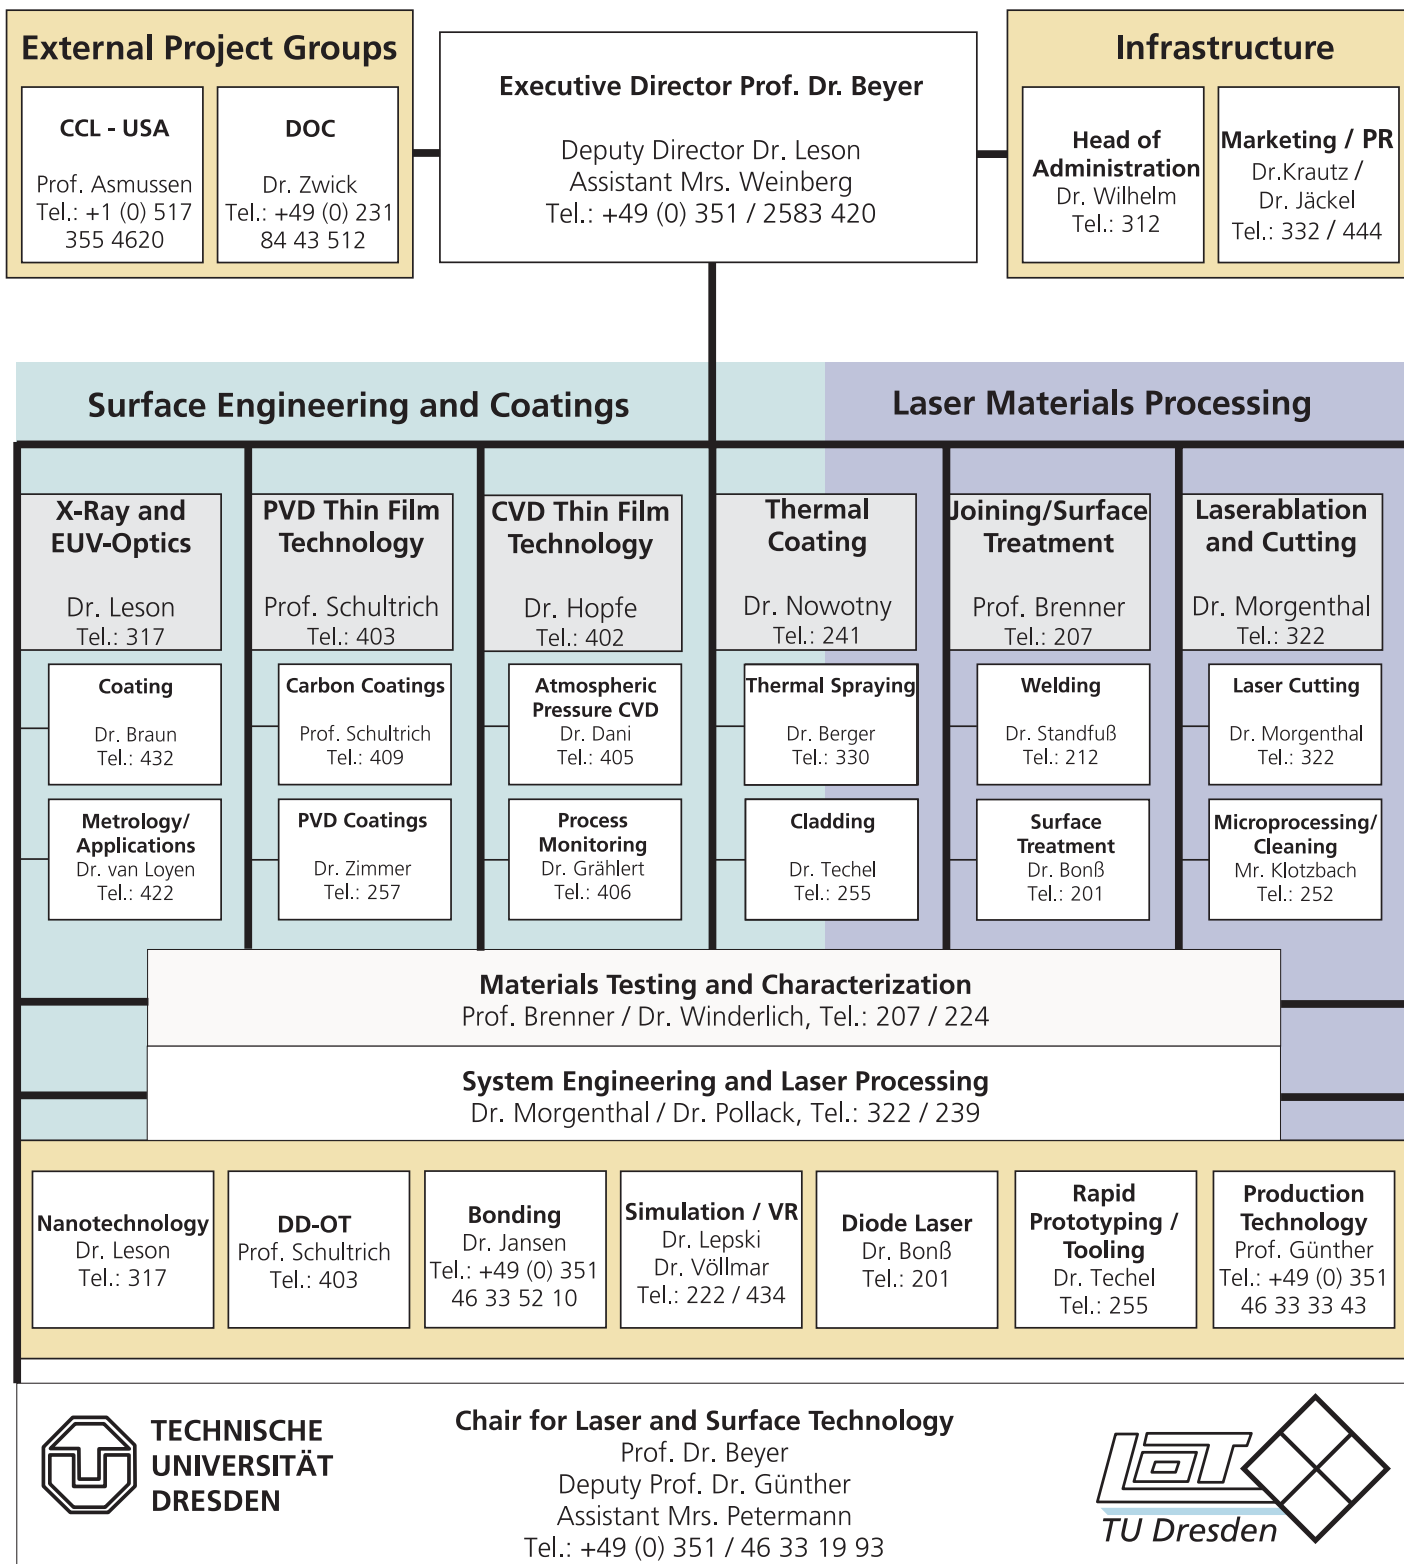 External Project Groups
CCL - USA
Prof. Asmussen
Tel.: +1 (0) 517
355 4620
DOC
Dr. Zwick
Tel.: +49 (0) 231
84 43 512
Executive Director Prof. Dr. Beyer
Deputy Director Dr. Leson
Assistant Mrs. Weinberg
Tel.: +49 (0) 351 / 2583 420
Infrastructure
Head of
Administration
Dr. Wilhelm
Tel.: 312
Marketing / PR
Dr.Krautz /
Dr. Jäckel
Tel.: 332 / 444
Surface Engineering and Coatings
Laser Materials Processing
X-Ray and
EUV-Optics
Dr. Leson
Tel.: 317
PVD Thin Film
Technology
Prof. Schultrich
Tel.: 403
CVD Thin Film
Technology
Dr. Hopfe
Tel.: 402
Thermal
Coating
Dr. Nowotny
Tel.: 241
Joining/Surface
Treatment
Prof. Brenner
Tel.: 207
Laserablation
and Cutting
Dr. Morgenthal
Tel.: 322
Coating
Dr. Braun
Tel.: 432
Carbon Coatings
Prof. Schultrich
Tel.: 409
Atmospheric
Pressure CVD
Dr. Dani
Tel.: 405
Thermal Spraying
Dr. Berger
Tel.: 330
Welding
Dr. Standfuß
Tel.: 212
Laser Cutting
Dr. Morgenthal
Tel.: 322
Metrology/
Applications
Dr. van Loyen
Tel.: 422
PVD Coatings
Dr. Zimmer
Tel.: 257
Process
Monitoring
Dr. Grählert
Tel.: 406
Cladding
Dr. Techel
Tel.: 255
Surface
Treatment
Dr. Bonß
Tel.: 201
Microprocessing/
Cleaning
Mr. Klotzbach
Tel.: 252
Materials Testing and Characterization
Prof. Brenner / Dr. Winderlich, Tel.: 207 / 224
System Engineering and Laser Processing
Dr. Morgenthal / Dr. Pollack, Tel.: 322 / 239
Nanotechnology
Dr. Leson
Tel.: 317
DD-OT
Prof. Schultrich
Tel.: 403
Bonding
Dr. Jansen
Tel.: +49 (0) 351
46 33 52 10
Simulation / VR
Dr. Lepski
Dr. Völlmar
Tel.: 222 / 434
Diode Laser
Dr. Bonß
Tel.: 201
Rapid
Prototyping /
Tooling
Dr. Techel
Tel.: 255
Production
Technology
Prof. Günther
Tel.: +49 (0) 351
46 33 33 43
TECHNISCHE
UNIVERSITÄT
DRESDEN
Chair for Laser and Surface Technology
Prof. Dr. Beyer
Deputy Prof. Dr. Günther
Assistant Mrs. Petermann
Tel.: +49 (0) 351 / 46 33 19 93
LOT
TU Dresden